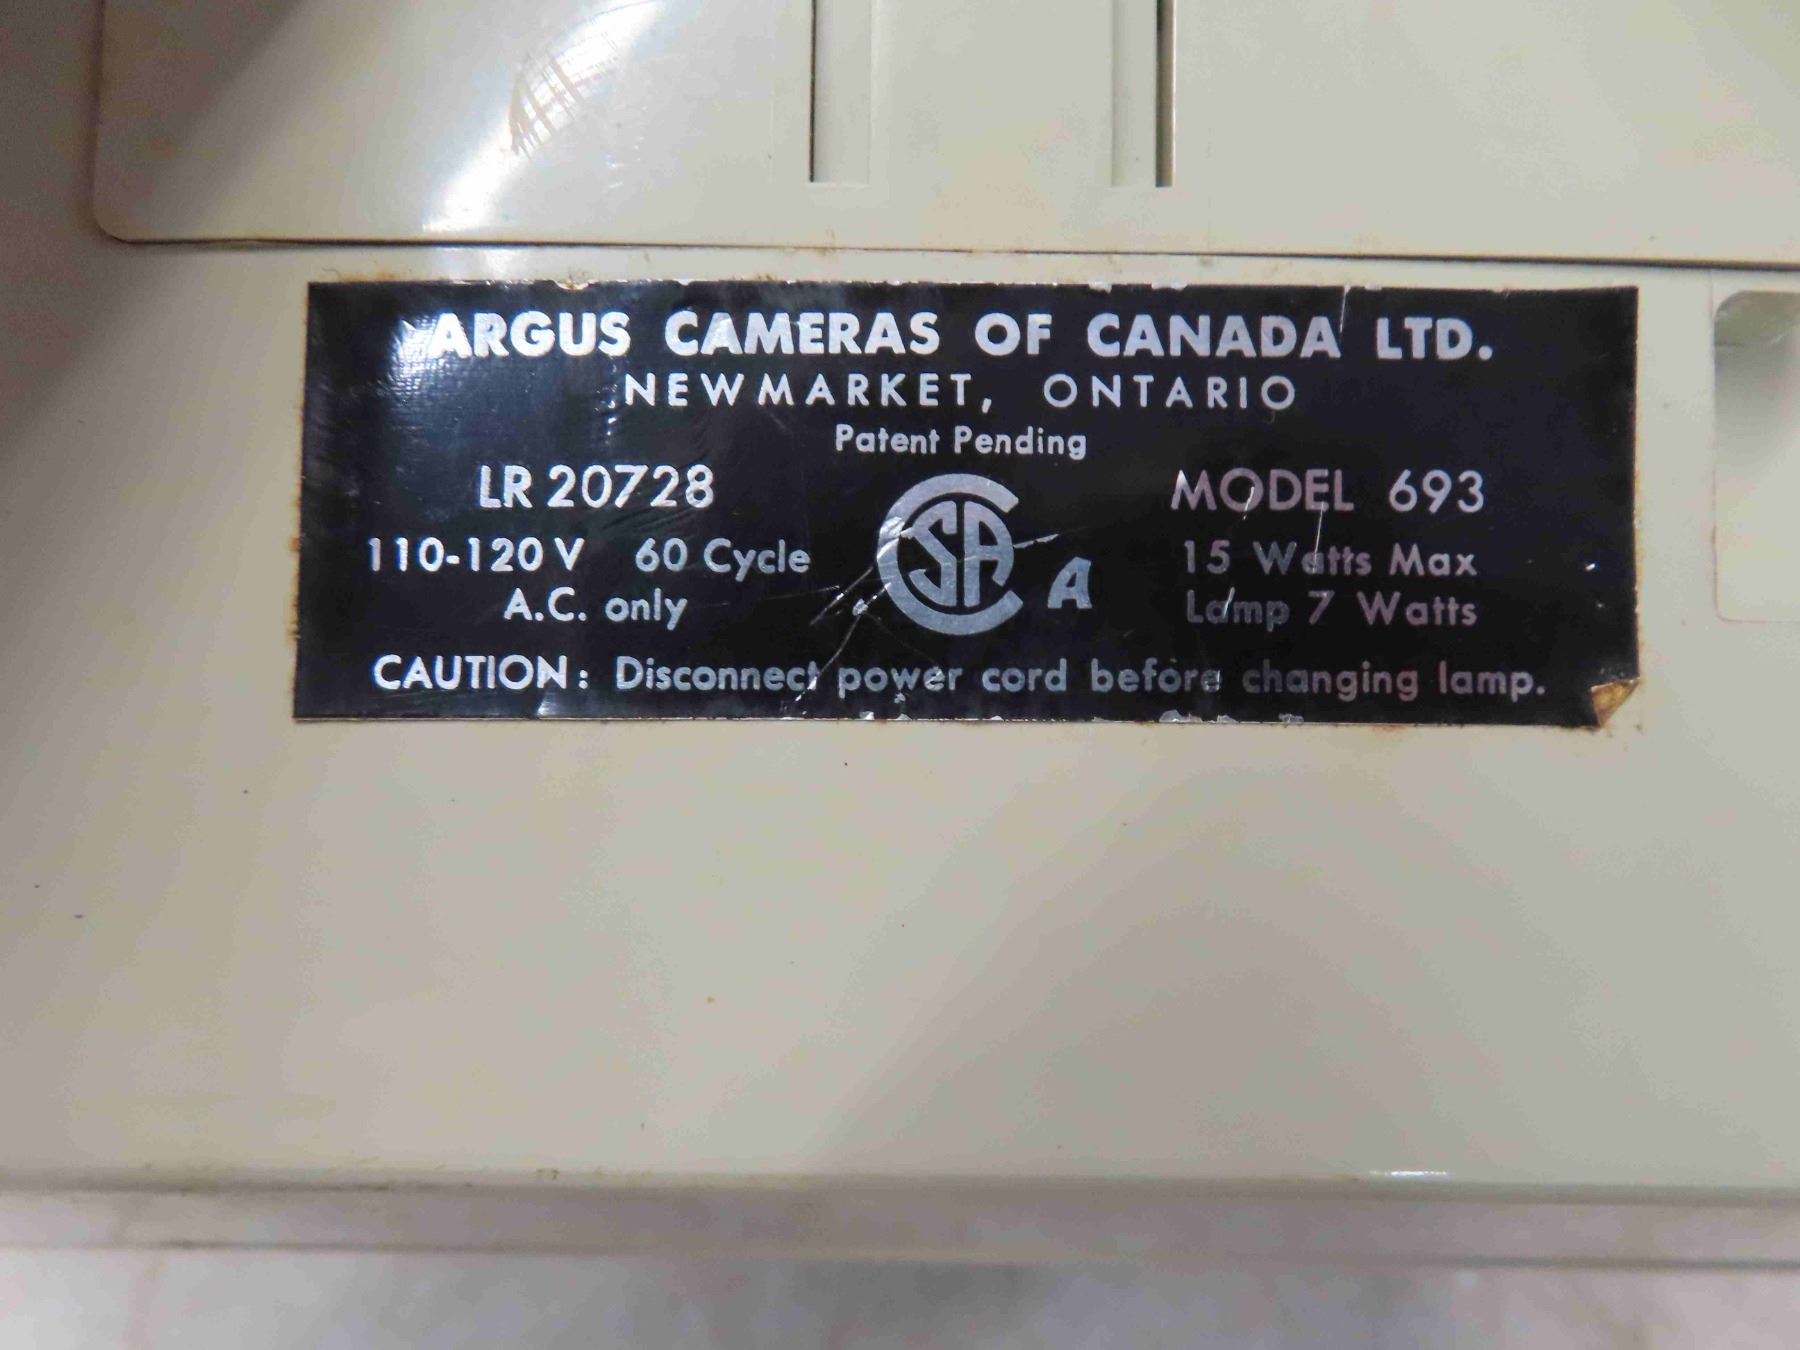 ARGUS CAMERAS OF CANADA LTD.
NEWMARKET, ONTARIO
Patent Pending
LR 20728
MODEL 693
110-120 V 60 Cycle
A.C. only
CSA A
15 Watts Max
Lamp 7 Watts
CAUTION: Disconnect power cord before changing lamp.